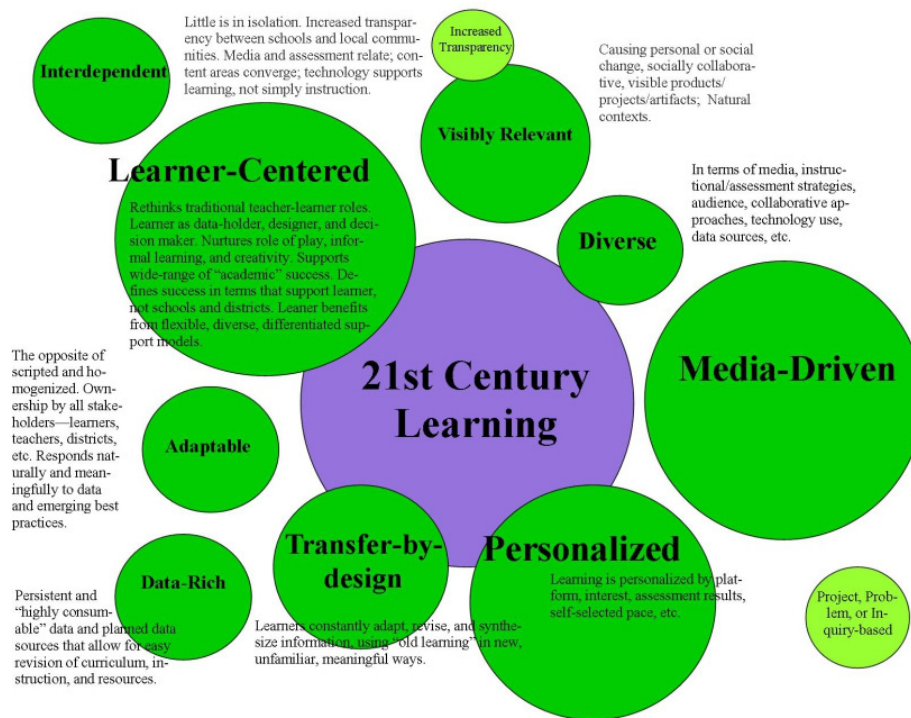 Little is in isolation. Increased transpar-
ency between schools and local commu-
nities. Media and assessment relate; con-
tent areas converge; technology supports
learning, not simply instruction.
Interdependent
Increased
Transparency
Causing personal or social
change, socially collabora-
tive, visible products/
projects/artifacts;  Natural
contexts.
Visibly Relevant
Learner-Centered
Rethinks traditional teacher-learner roles.
Learner as data-holder, designer, and deci
sion maker. Nurtures role of play, infor-
mal learning, and creativity. Supports
wide-range of “academic” success. De-
fines success in terms that support learner,
not schools and districts. Leaner benefits
from flexible, diverse, differentiated sup-
port models.
In terms of media, instruc-
tional/assessment strategies,
audience, collaborative ap-
proaches, technology use,
data sources, etc.
Diverse
Media-Driven
21st Century
Learning
The opposite of
scripted and ho-
mogenized. Own-
ership by all stake-
holders—learners,
teachers, districts,
etc. Responds nat-
urally and mean-
ingfully to data
and emerging best
practices.
Adaptable
Transfer-by-
design
Learners constantly adapt, revise, and synthe-
size information, using “old learning” in new,
unfamiliar, meaningful ways.
Personalized
Learning is personalized by plat-
form, interest, assessment results,
self-selected pace, etc.
Data-Rich
Persistent and
“highly consum-
able” data and planned data
sources that allow for easy
revision of curriculum, in-
struction, and resources.
Project, Prob-
lem, or In-
quiry-based